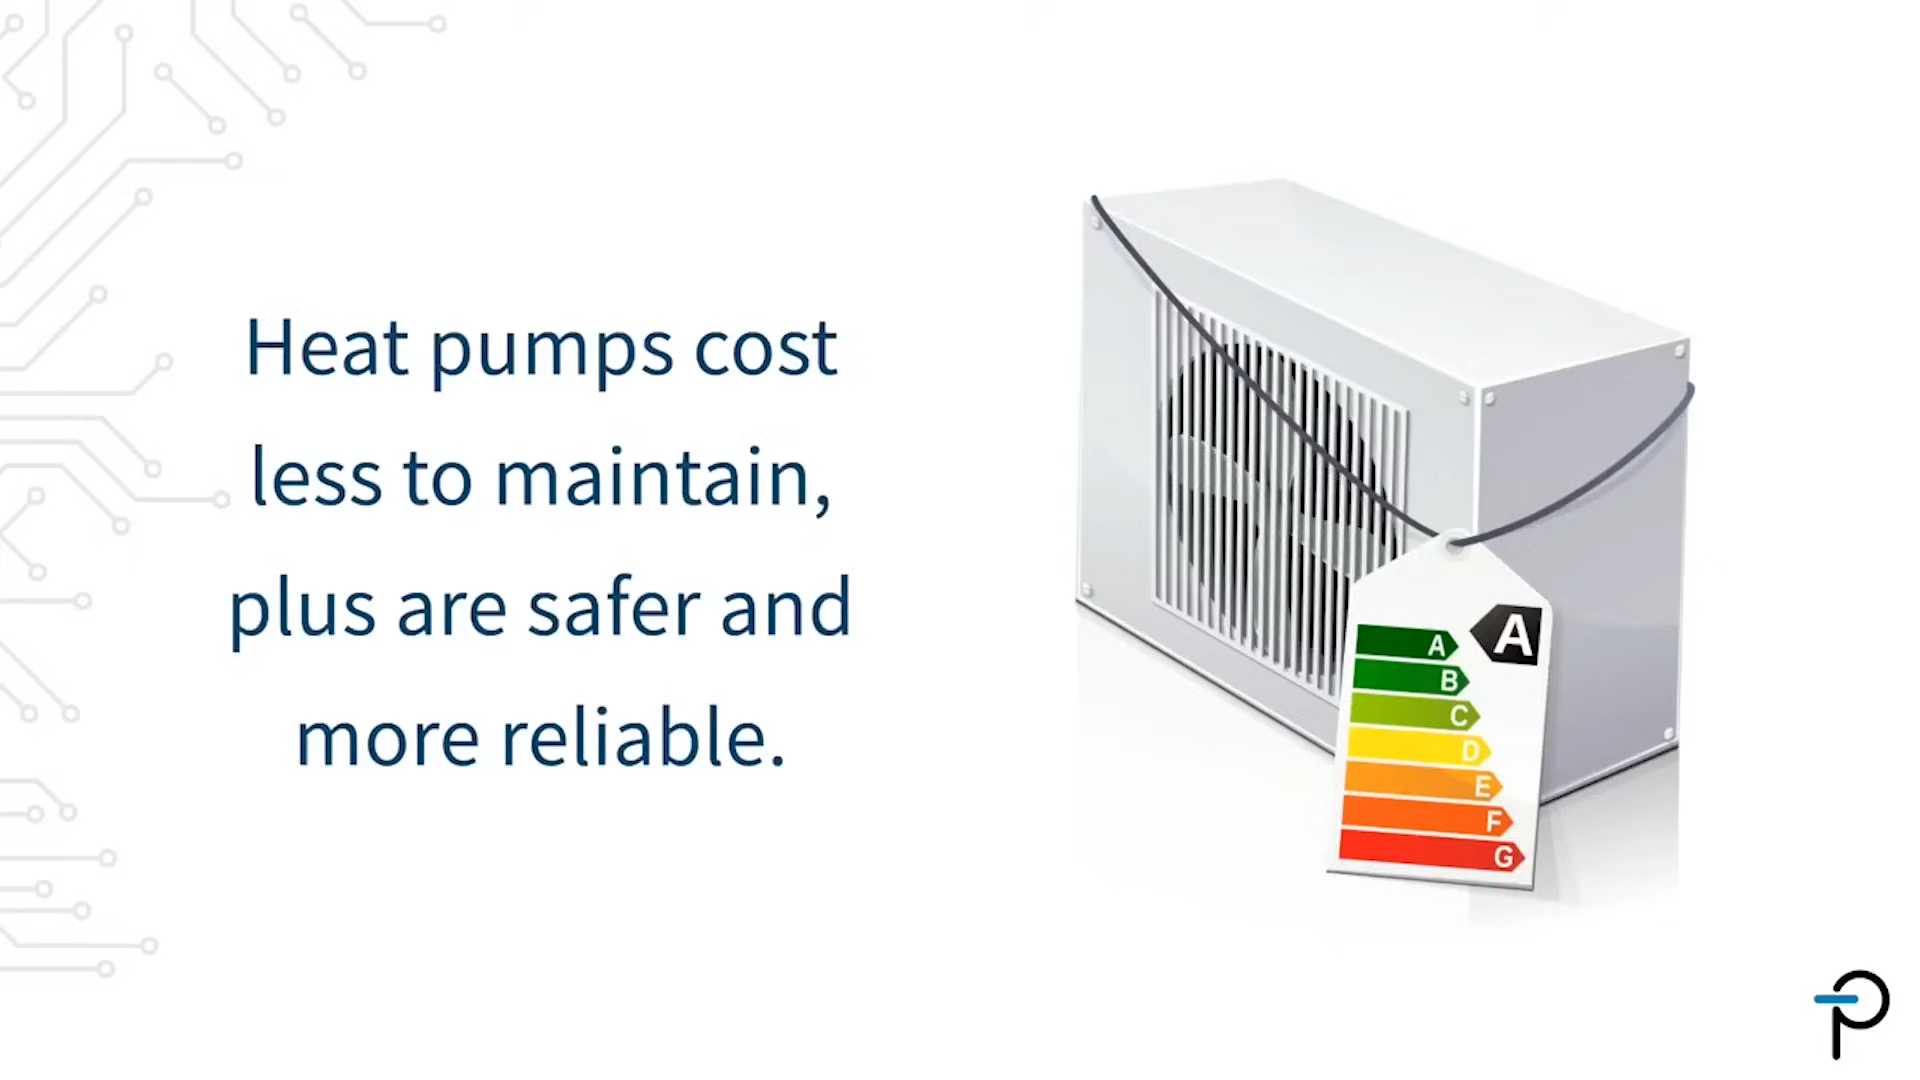 Heat pumps cost
less to maintain,
plus are safer and
more reliable.
A
A
B
C
D
E
F
G